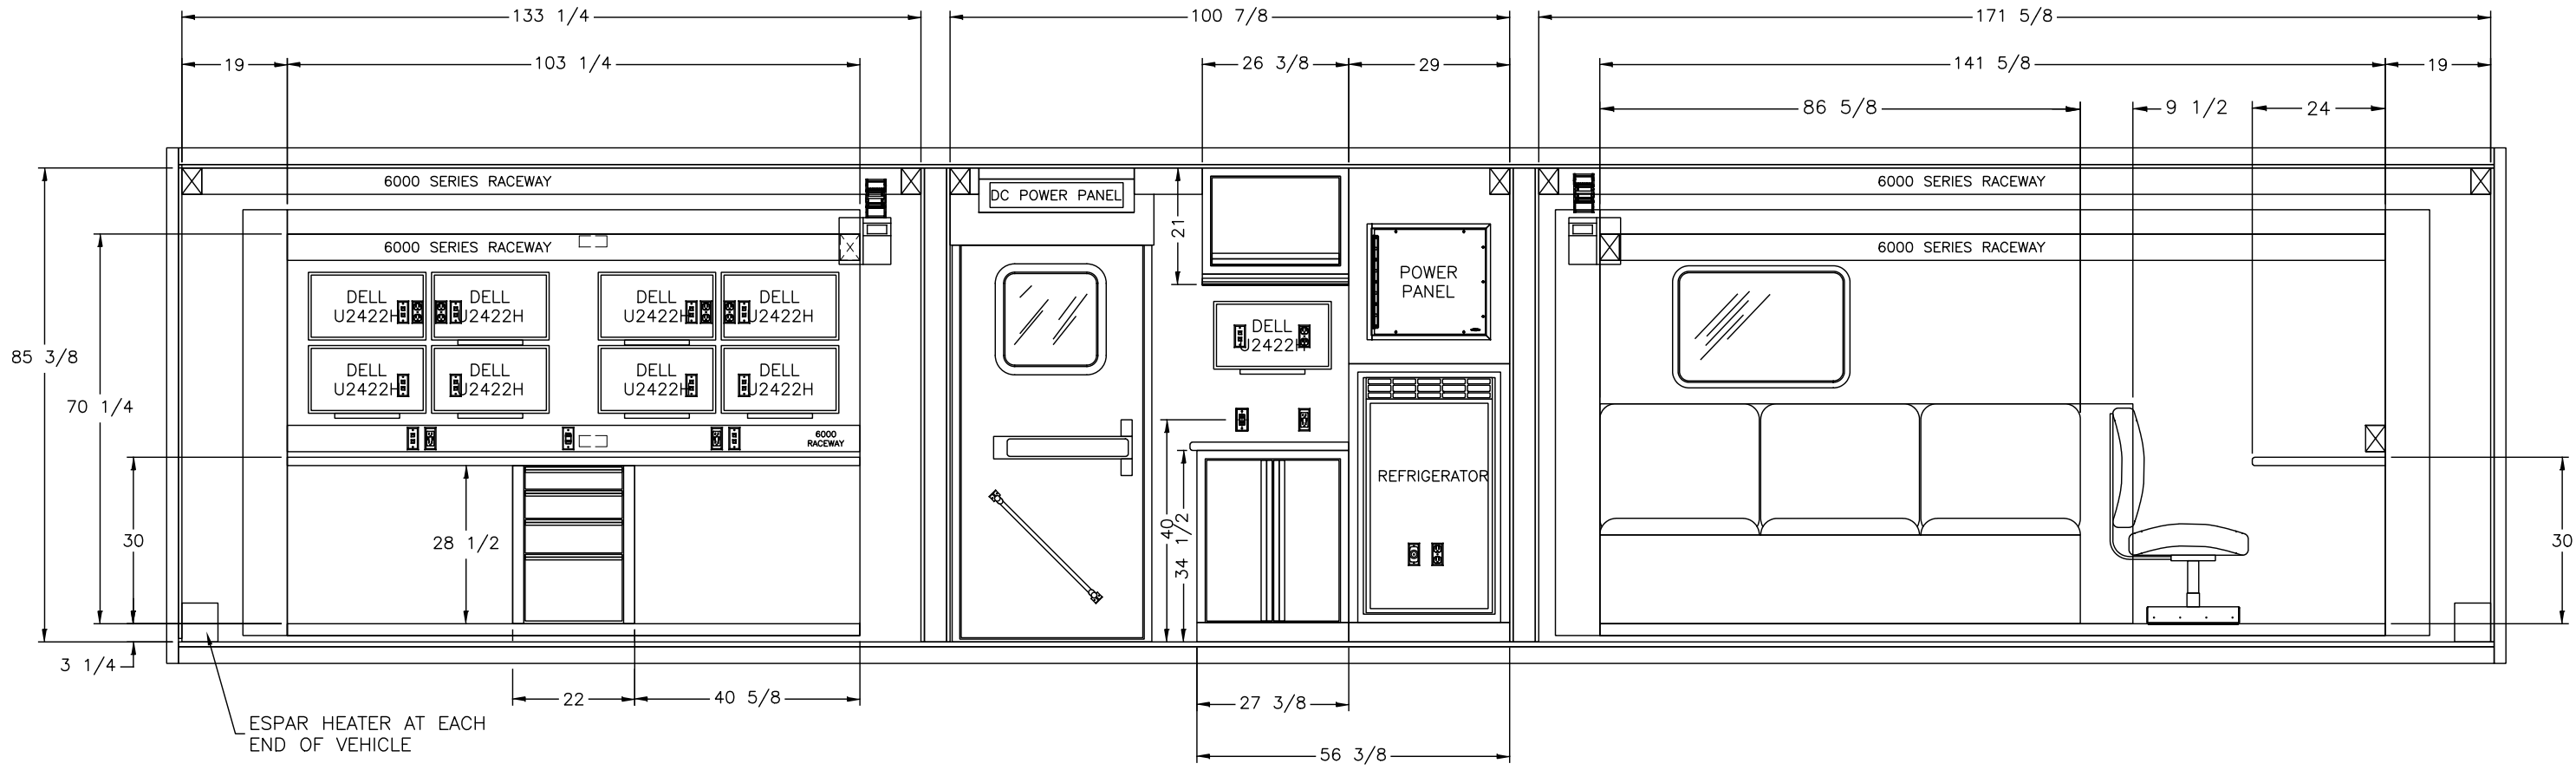 133 1/4
100 7/8
171 5/8
19
103 1/4
26 3/8
29
141 5/8
19
86 5/8
9 1/2
24
6000 SERIES RACEWAY
DC POWER PANEL
6000 SERIES RACEWAY
21
6000 SERIES RACEWAY
6000 SERIES RACEWAY
POWER
PANEL
DELL
U2422H
DELL
U2422H
DELL
U2422H
DELL
U2422H
DELL
U2422H
85 3/8
DELL
U2422H
DELL
U2422H
DELL
U2422H
DELL
U2422H
70 1/4
6000
RACEWAY
REFRIGERATOR
40
34 1/2
30
28 1/2
30
3 1/4
22
40 5/8
27 3/8
56 3/8
ESPAR HEATER AT EACH
END OF VEHICLE